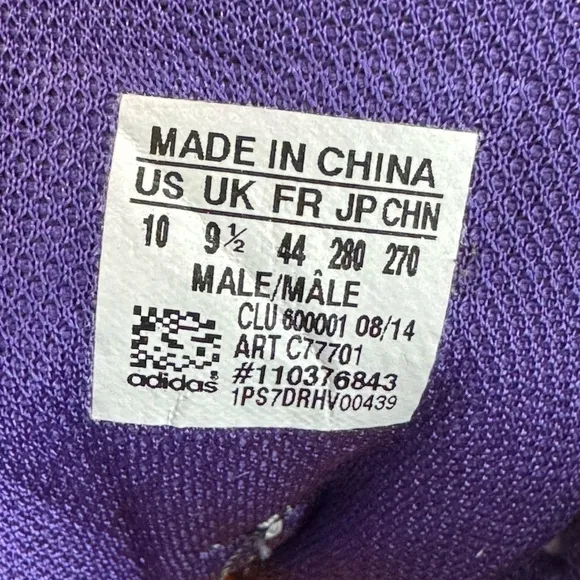 MADE IN CHINA
US UK FR JP CHN
10 9½ 44 280 270
MALE/MÂLE
CLU 600001 08/14
ART C77701
#110376843
adidas®
1PS7DRHV00439